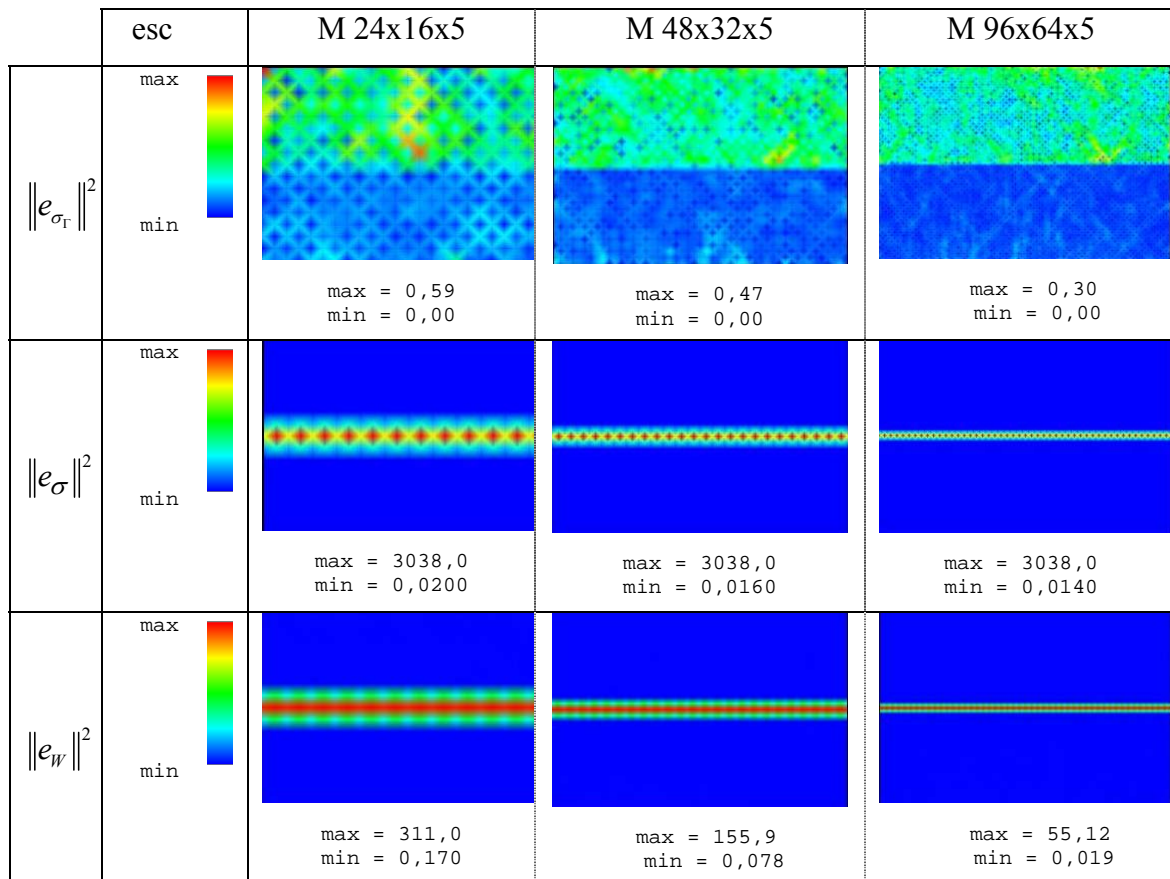 esc M 24x16x5 M 48x32x5 M 96x64x5
‖e_{σ_Γ}‖²
max
min
max = 0,59
min = 0,00
max = 0,47
min = 0,00
max = 0,30
min = 0,00
‖e_σ‖²
max
min
max = 3038,0
min = 0,0200
max = 3038,0
min = 0,0160
max = 3038,0
min = 0,0140
‖e_W‖²
max
min
max = 311,0
min = 0,170
max = 155,9
min = 0,078
max = 55,12
min = 0,019